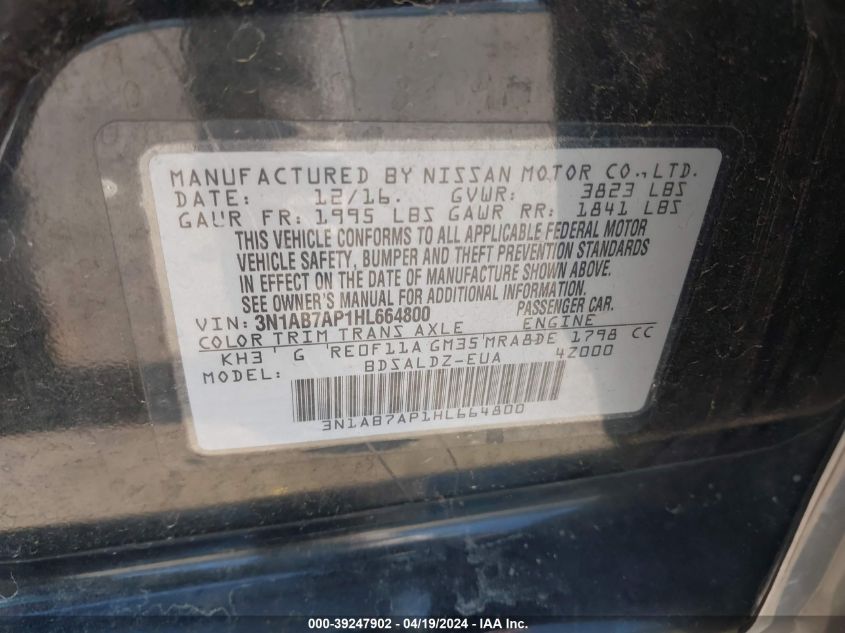 MANUFACTURED BY NISSAN MOTOR CO., LTD.
DATE: 12/16. GVWR: 3823 LBS
GAWR FR: 1995 LBS GAWR RR: 1841 LBS
THIS VEHICLE CONFORMS TO ALL APPLICABLE FEDERAL MOTOR
VEHICLE SAFETY, BUMPER AND THEFT PREVENTION STANDARDS
IN EFFECT ON THE DATE OF MANUFACTURE SHOWN ABOVE.
SEE OWNER'S MANUAL FOR ADDITIONAL INFORMATION.
VIN: 3N1AB7AP1HL664800 PASSENGER CAR.
COLOR TRIM TRANS AXLE ENGINE
KH3 G RE0F11A GM35 MRA8DE 1798 CC
MODEL: BDSALDZ-EUA 4Z000
3N1AB7AP1HL664800
000-39247902 - 04/19/2024 - IAA Inc.